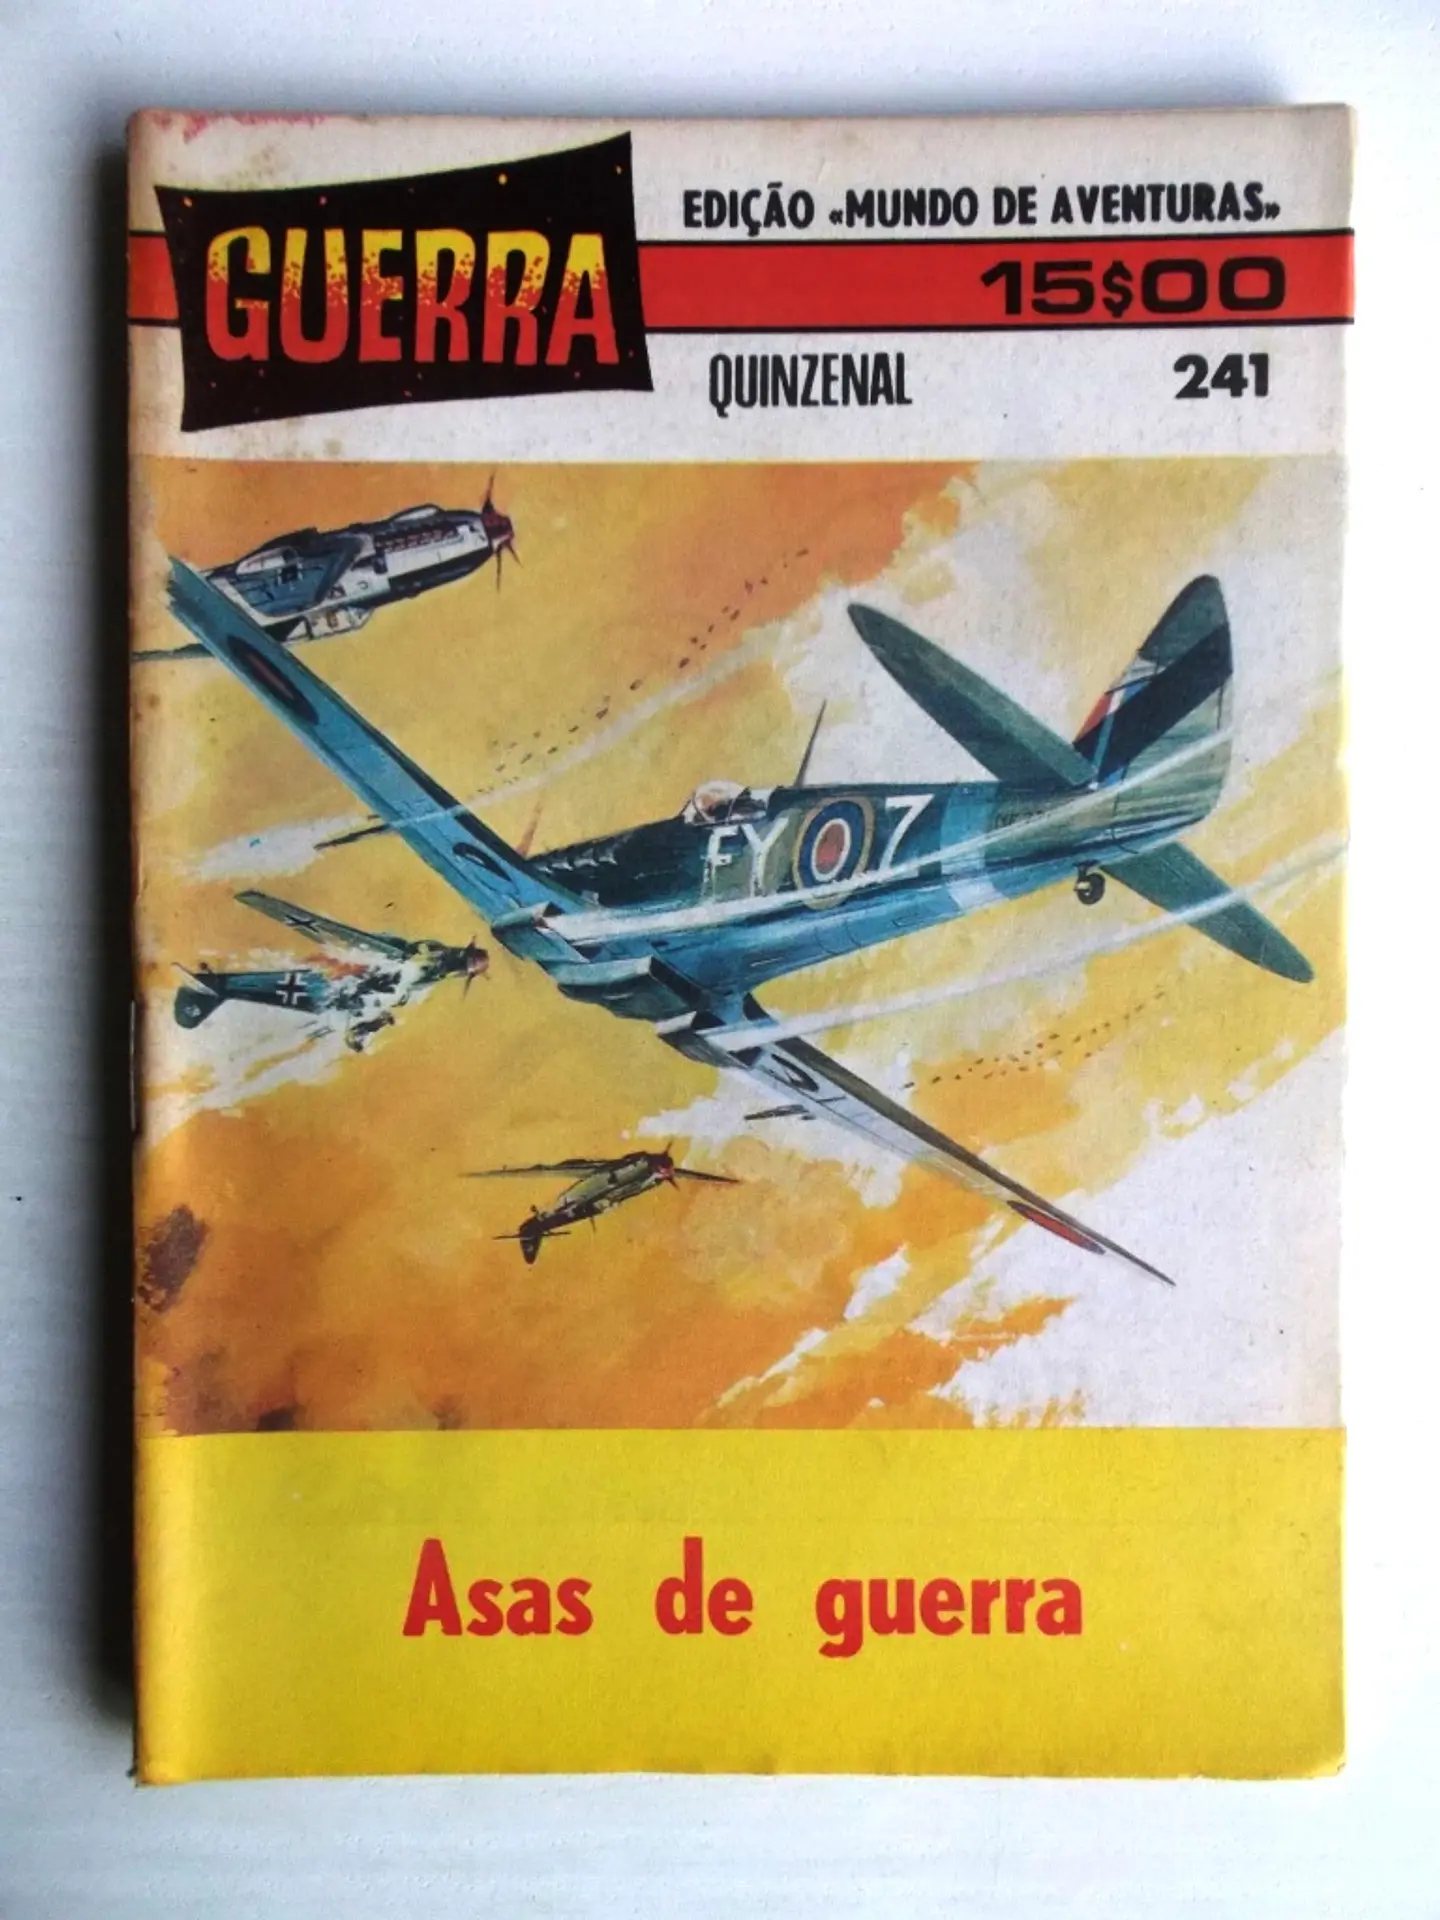 GUERRA
EDIÇÃO «MUNDO DE AVENTURAS»
15$00
QUINZENAL
241
FY Z
Asas de guerra